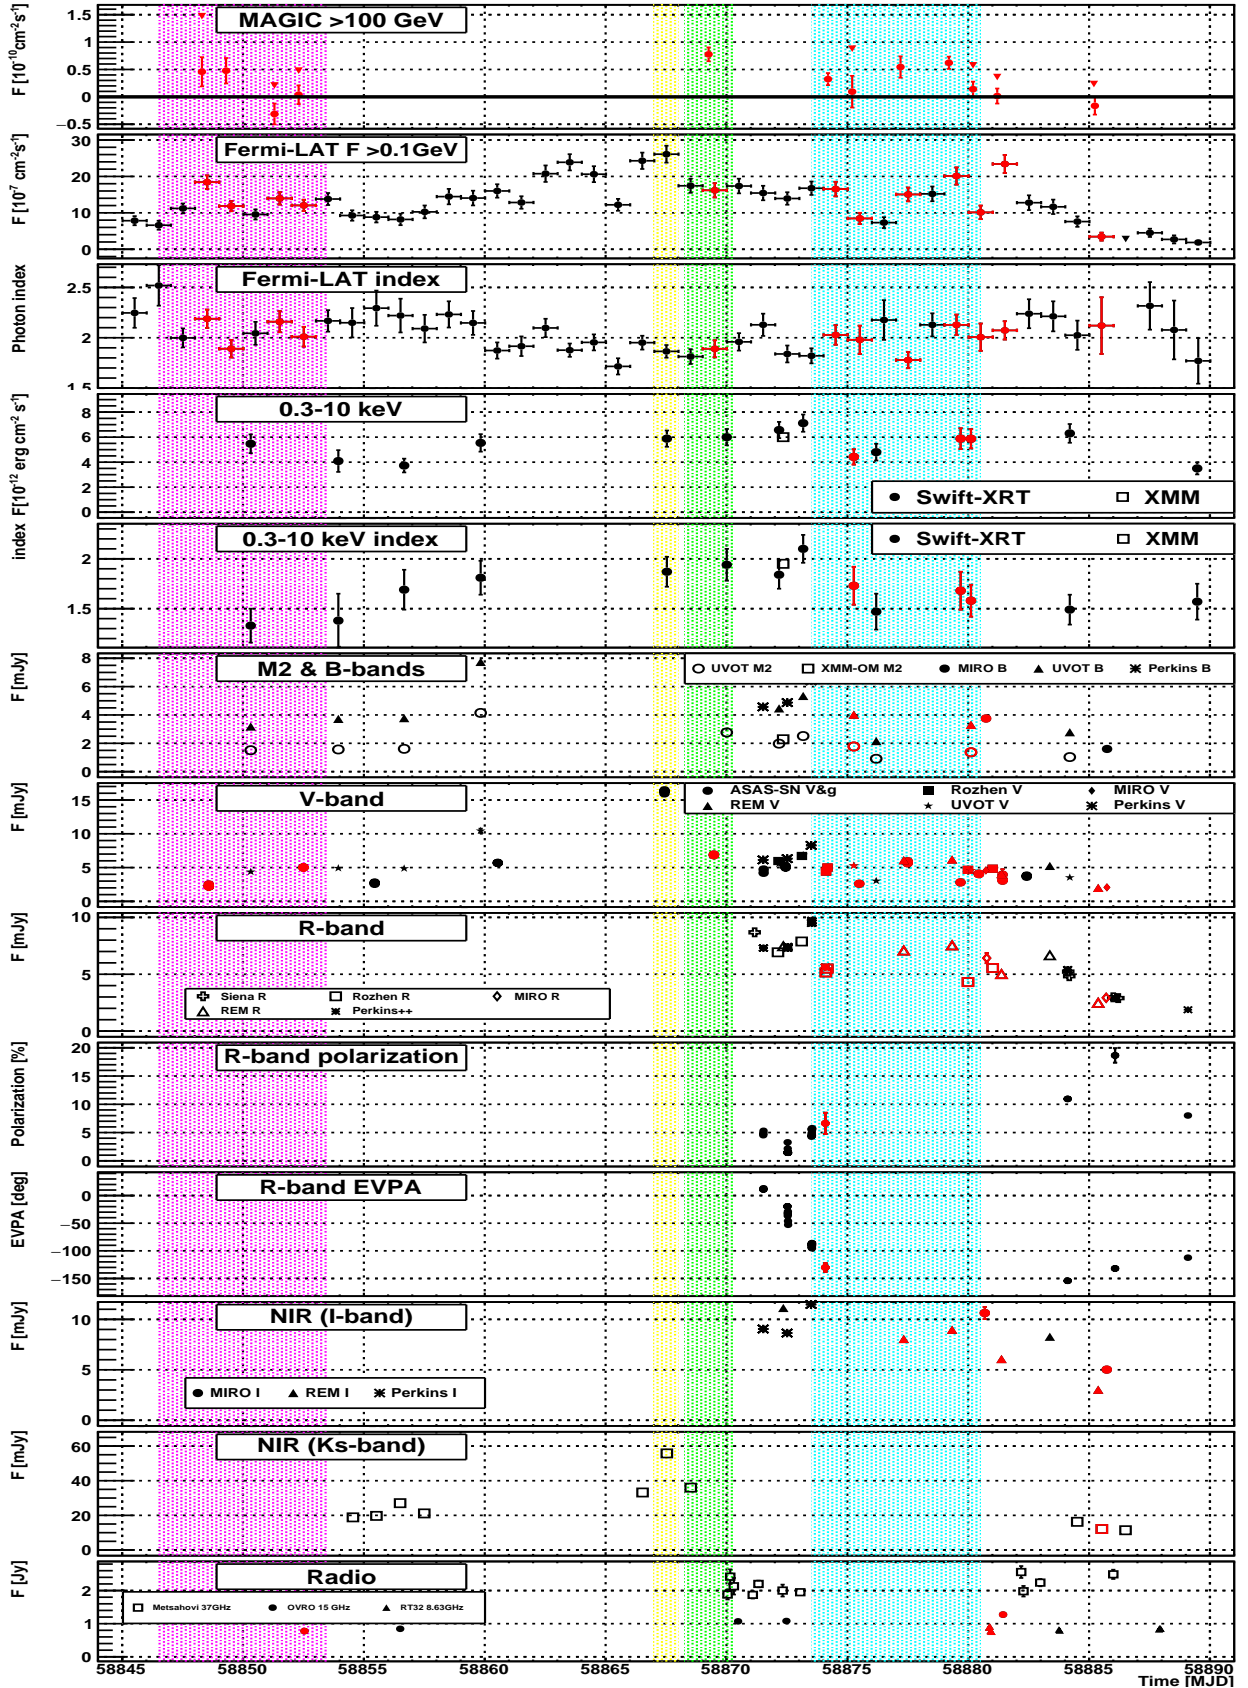 MAGIC >100 GeV
F [10⁻¹⁰cm⁻²s⁻¹]
1.5
1
0.5
0
−0.5
Fermi-LAT F >0.1GeV
F [10⁻⁷ cm⁻²s⁻¹]
30
20
10
0
Fermi-LAT index
Photon index
2.5
2
1.5
0.3-10 keV
F[10⁻¹² erg cm⁻² s⁻¹]
8
6
4
2
0
Swift-XRT XMM
0.3-10 keV index
index
2
1.5
Swift-XRT XMM
M2 & B-bands
F [mJy]
8
6
4
2
0
UVOT M2 XMM-OM M2 MIRO B UVOT B Perkins B
V-band
F [mJy]
15
10
5
0
ASAS-SN V&g Rozhen V MIRO V
REM V UVOT V Perkins V
R-band
F [mJy]
10
5
0
Siena R Rozhen R MIRO R
REM R Perkins++
R-band polarization
Polarization [%]
20
15
10
5
0
R-band EVPA
EVPA [deg]
0
−50
−100
−150
NIR (I-band)
F [mJy]
10
5
0
MIRO I REM I Perkins I
NIR (Ks-band)
F [mJy]
60
40
20
0
Radio
F [Jy]
2
1
0
Metsahovi 37GHz OVRO 15 GHz RT32 8.63GHz
58845 58850 58855 58860 58865 58870 58875 58880 58885 58890
Time [MJD]